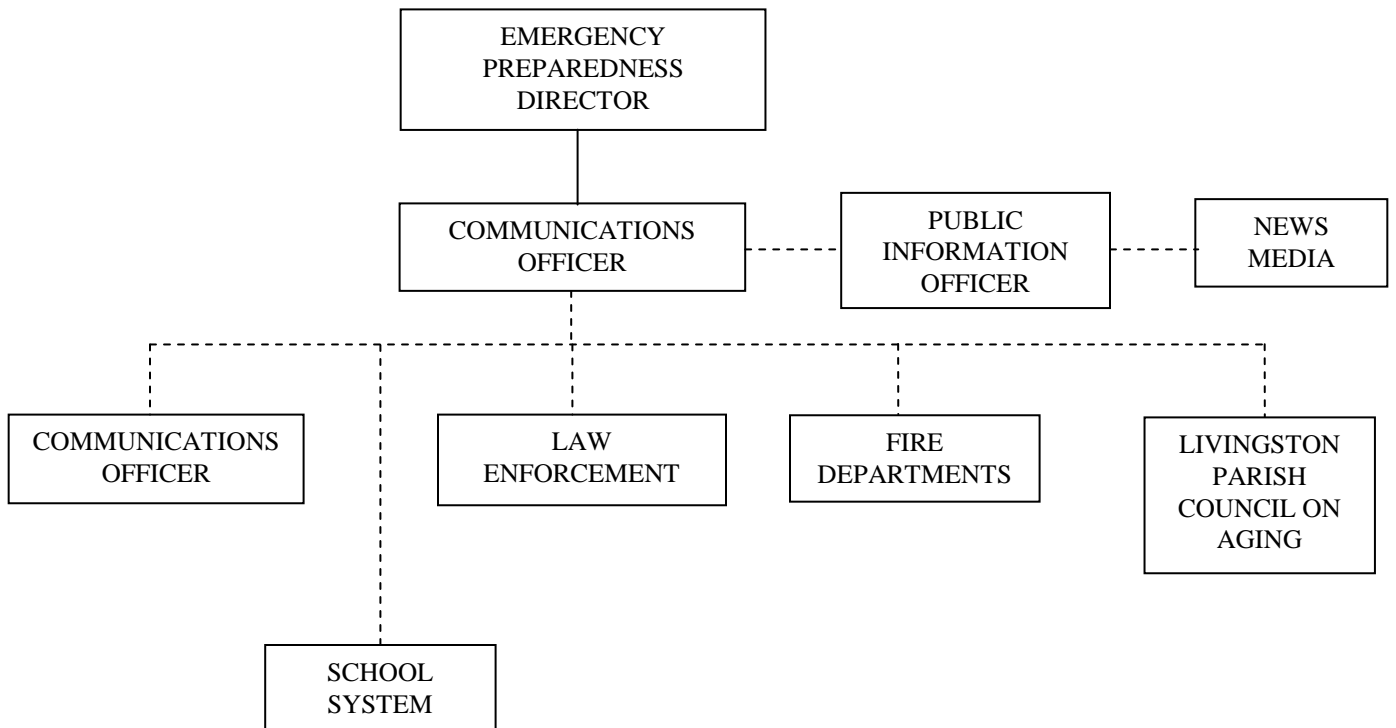 EMERGENCY
PREPAREDNESS
DIRECTOR
COMMUNICATIONS
OFFICER
PUBLIC
INFORMATION
OFFICER
NEWS
MEDIA
COMMUNICATIONS
OFFICER
LAW
ENFORCEMENT
FIRE
DEPARTMENTS
LIVINGSTON
PARISH
COUNCIL ON
AGING
SCHOOL
SYSTEM